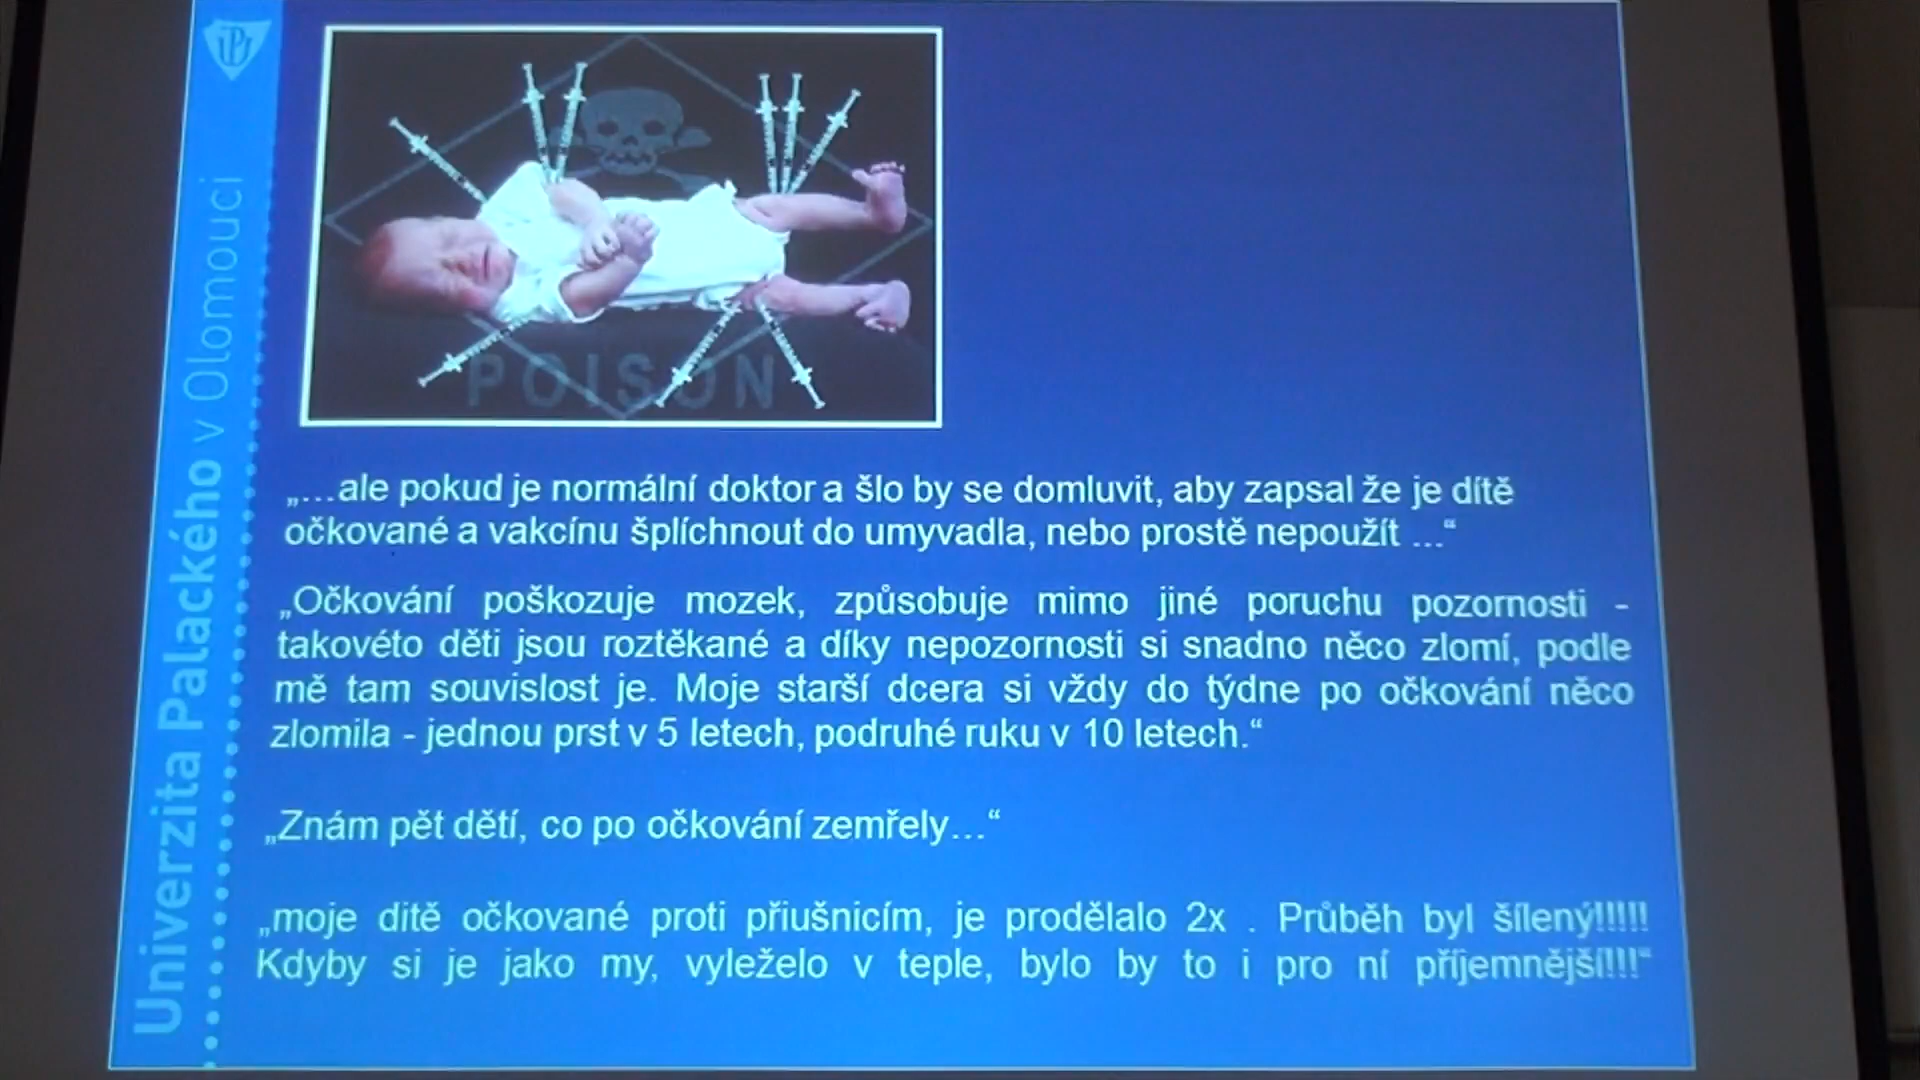 UP
Univerzita Palackého v Olomouci
POISON
„…ale pokud je normální doktor a šlo by se domluvit, aby zapsal že je dítě
očkované a vakcínu šplíchnout do umyvadla, nebo prostě nepoužít ...“
„Očkování poškozuje mozek, způsobuje mimo jiné poruchu pozornosti -
takovéto děti jsou roztěkané a díky nepozornosti si snadno něco zlomí, podle
mě tam souvislost je. Moje starší dcera si vždy do týdne po očkování něco
zlomila - jednou prst v 5 letech, podruhé ruku v 10 letech.“
„Znám pět dětí, co po očkování zemřely…“
„moje ditě očkované proti přiušnicím, je prodělalo 2x . Průběh byl šílený!!!!!
Kdyby si je jako my, vyleželo v teple, bylo by to i pro ní příjemnější!!!“